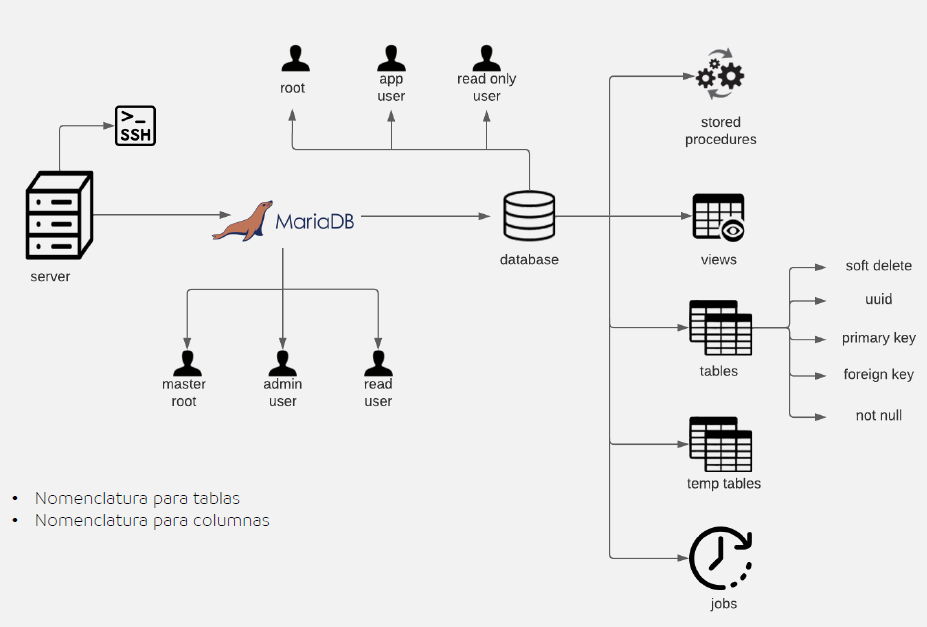 root
app
user
read only
user
>_
SSH
stored
procedures
server
MariaDB
database
views
soft delete
uuid
primary key
foreign key
not null
tables
master
root
admin
user
read
user
temp tables
• Nomenclatura para tablas
• Nomenclatura para columnas
jobs